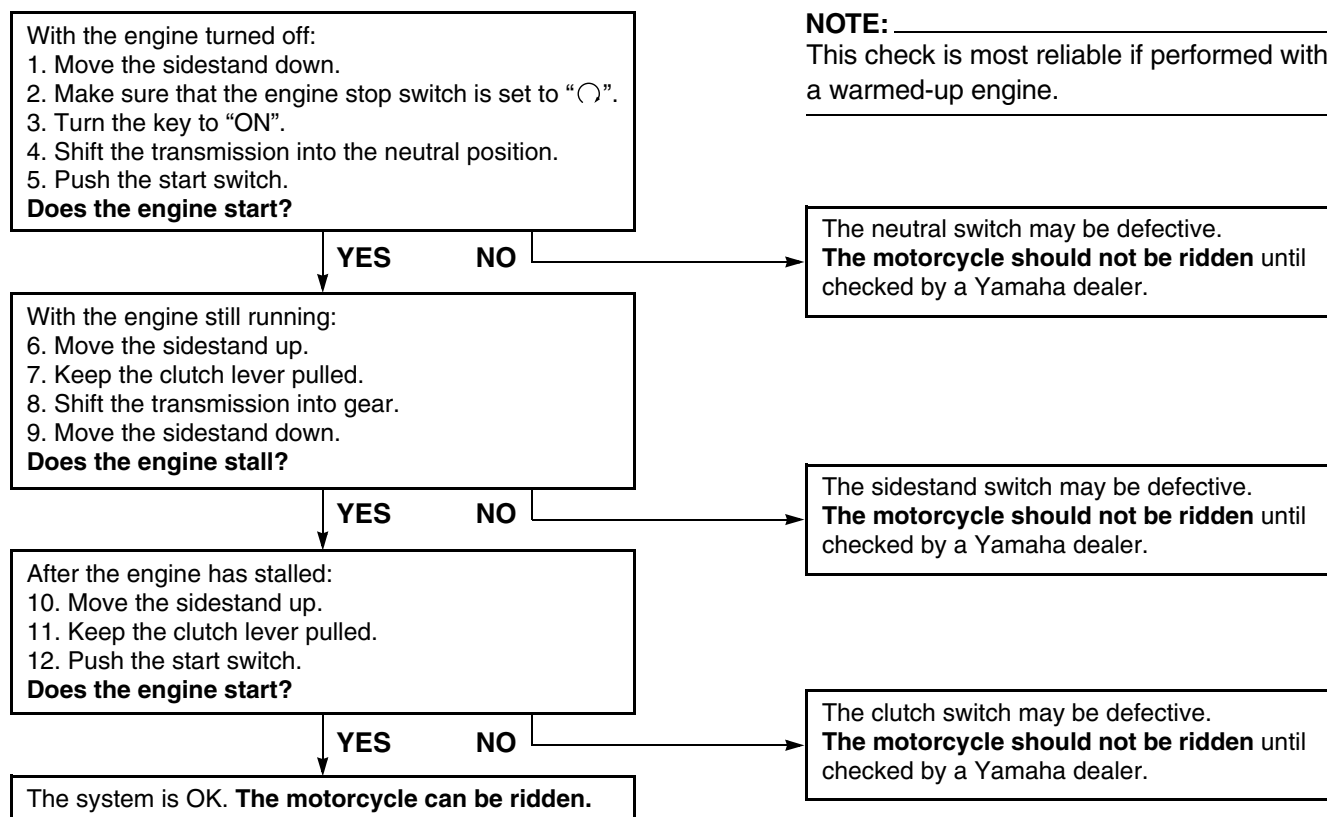 With the engine turned off:
1. Move the sidestand down.
2. Make sure that the engine stop switch is set to “○”.
3. Turn the key to “ON”.
4. Shift the transmission into the neutral position.
5. Push the start switch.
Does the engine start?
NOTE:
This check is most reliable if performed with
a warmed-up engine.
YES NO
The neutral switch may be defective.
The motorcycle should not be ridden until
checked by a Yamaha dealer.
With the engine still running:
6. Move the sidestand up.
7. Keep the clutch lever pulled.
8. Shift the transmission into gear.
9. Move the sidestand down.
Does the engine stall?
YES NO
The sidestand switch may be defective.
The motorcycle should not be ridden until
checked by a Yamaha dealer.
After the engine has stalled:
10. Move the sidestand up.
11. Keep the clutch lever pulled.
12. Push the start switch.
Does the engine start?
YES NO
The clutch switch may be defective.
The motorcycle should not be ridden until
checked by a Yamaha dealer.
The system is OK. The motorcycle can be ridden.